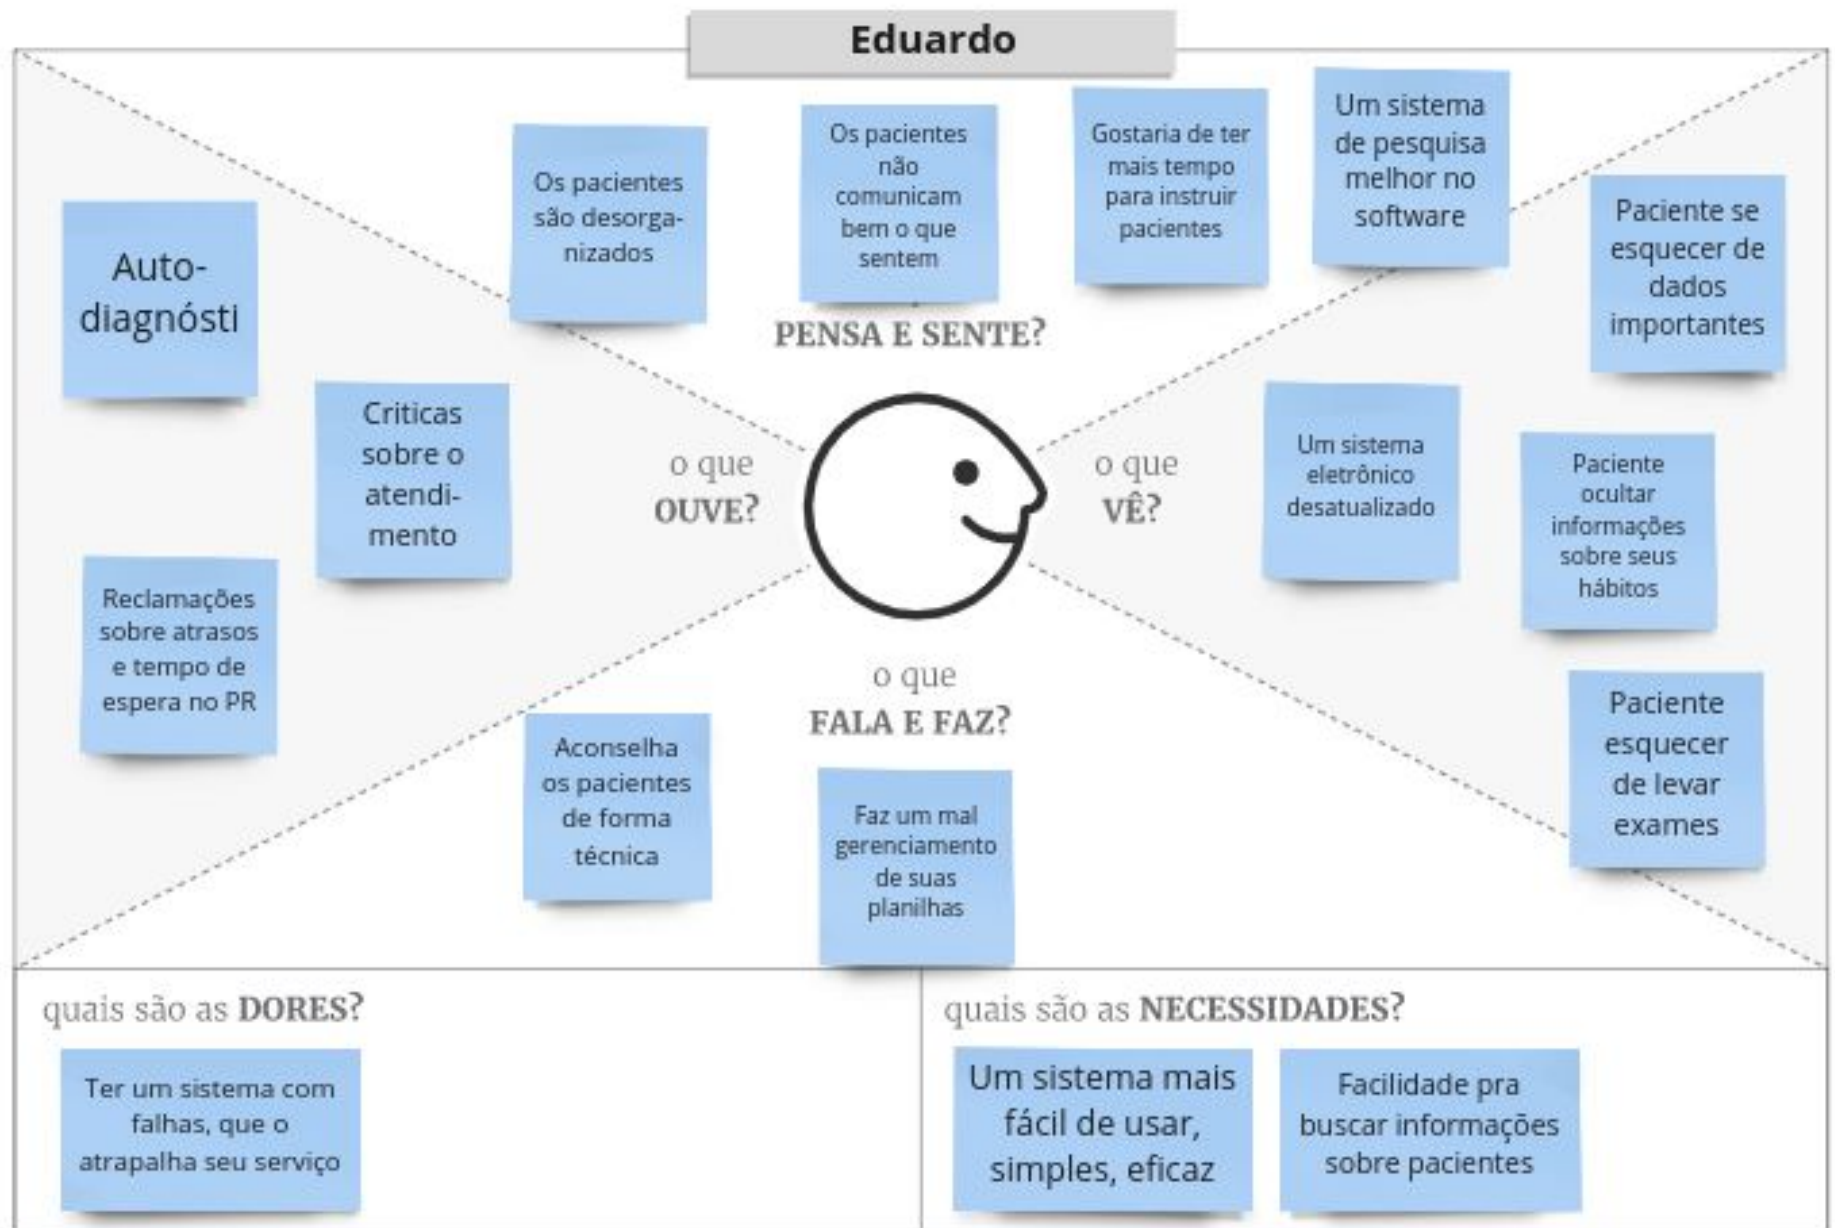 Eduardo
Os pacientes
são desorga-
nizados
Os pacientes
não
comunicam
bem o que
sentem
Gostaria de ter
mais tempo
para instruir
pacientes
Um sistema
de pesquisa
melhor no
software
PENSA E SENTE?
Auto-
diagnósti
Criticas
sobre o
atendi-
mento
Reclamações
sobre atrasos
e tempo de
espera no PR
o que
OUVE?
o que
VÊ?
Paciente se
esquecer de
dados
importantes
Um sistema
eletrônico
desatualizado
Paciente
ocultar
informações
sobre seus
hábitos
Paciente
esquecer
de levar
exames
o que
FALA E FAZ?
Aconselha
os pacientes
de forma
técnica
Faz um mal
gerenciamento
de suas
planilhas
quais são as DORES?
Ter um sistema com
falhas, que o
atrapalha seu serviço
quais são as NECESSIDADES?
Um sistema mais
fácil de usar,
simples, eficaz
Facilidade pra
buscar informações
sobre pacientes